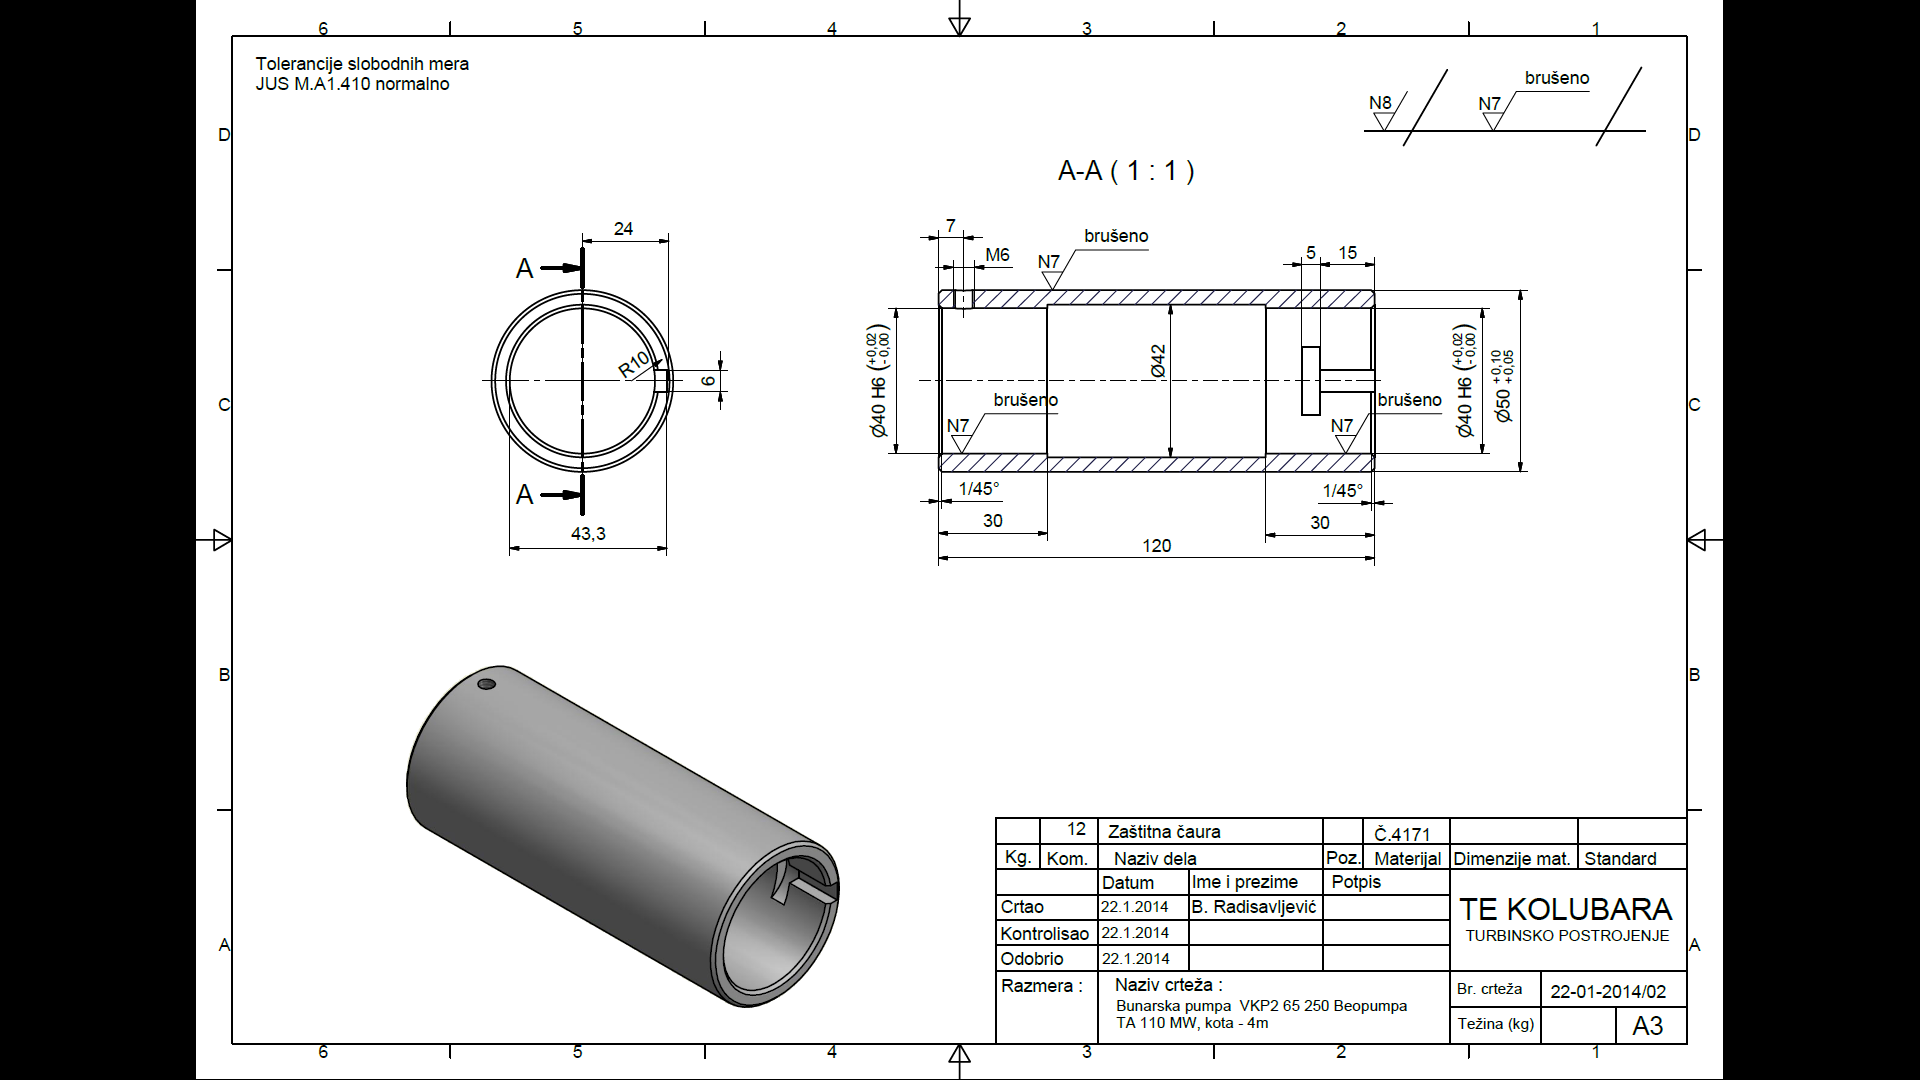 6 5 4 3 2 1
Tolerancije slobodnih mera
JUS M.A1.410 normalno
N8
N7
brušeno
D
D
A-A ( 1 : 1 )
24
A
R10
6
A
43,3
7
M6
N7
brušeno
5
15
Ø40 H6 (+0,02 -0,00)
Ø42
Ø40 H6 (+0,02 -0,00)
Ø50 +0,10 +0,05
N7
brušeno
N7
brušeno
1/45°
1/45°
30
30
120
C
C
B
B
A
A
12 Zaštitna čaura Č.4171
Kg. Kom. Naziv dela Poz. Materijal Dimenzije mat. Standard
Datum Ime i prezime Potpis
Crtao 22.1.2014 B. Radisavljević
Kontrolisao 22.1.2014
Odobrio 22.1.2014
TE KOLUBARA
TURBINSKO POSTROJENJE
Razmera :
Naziv crteža :
Bunarska pumpa VKP2 65 250 Beopumpa
TA 110 MW, kota - 4m
Br. crteža 22-01-2014/02
Težina (kg) A3
6 5 4 3 2 1